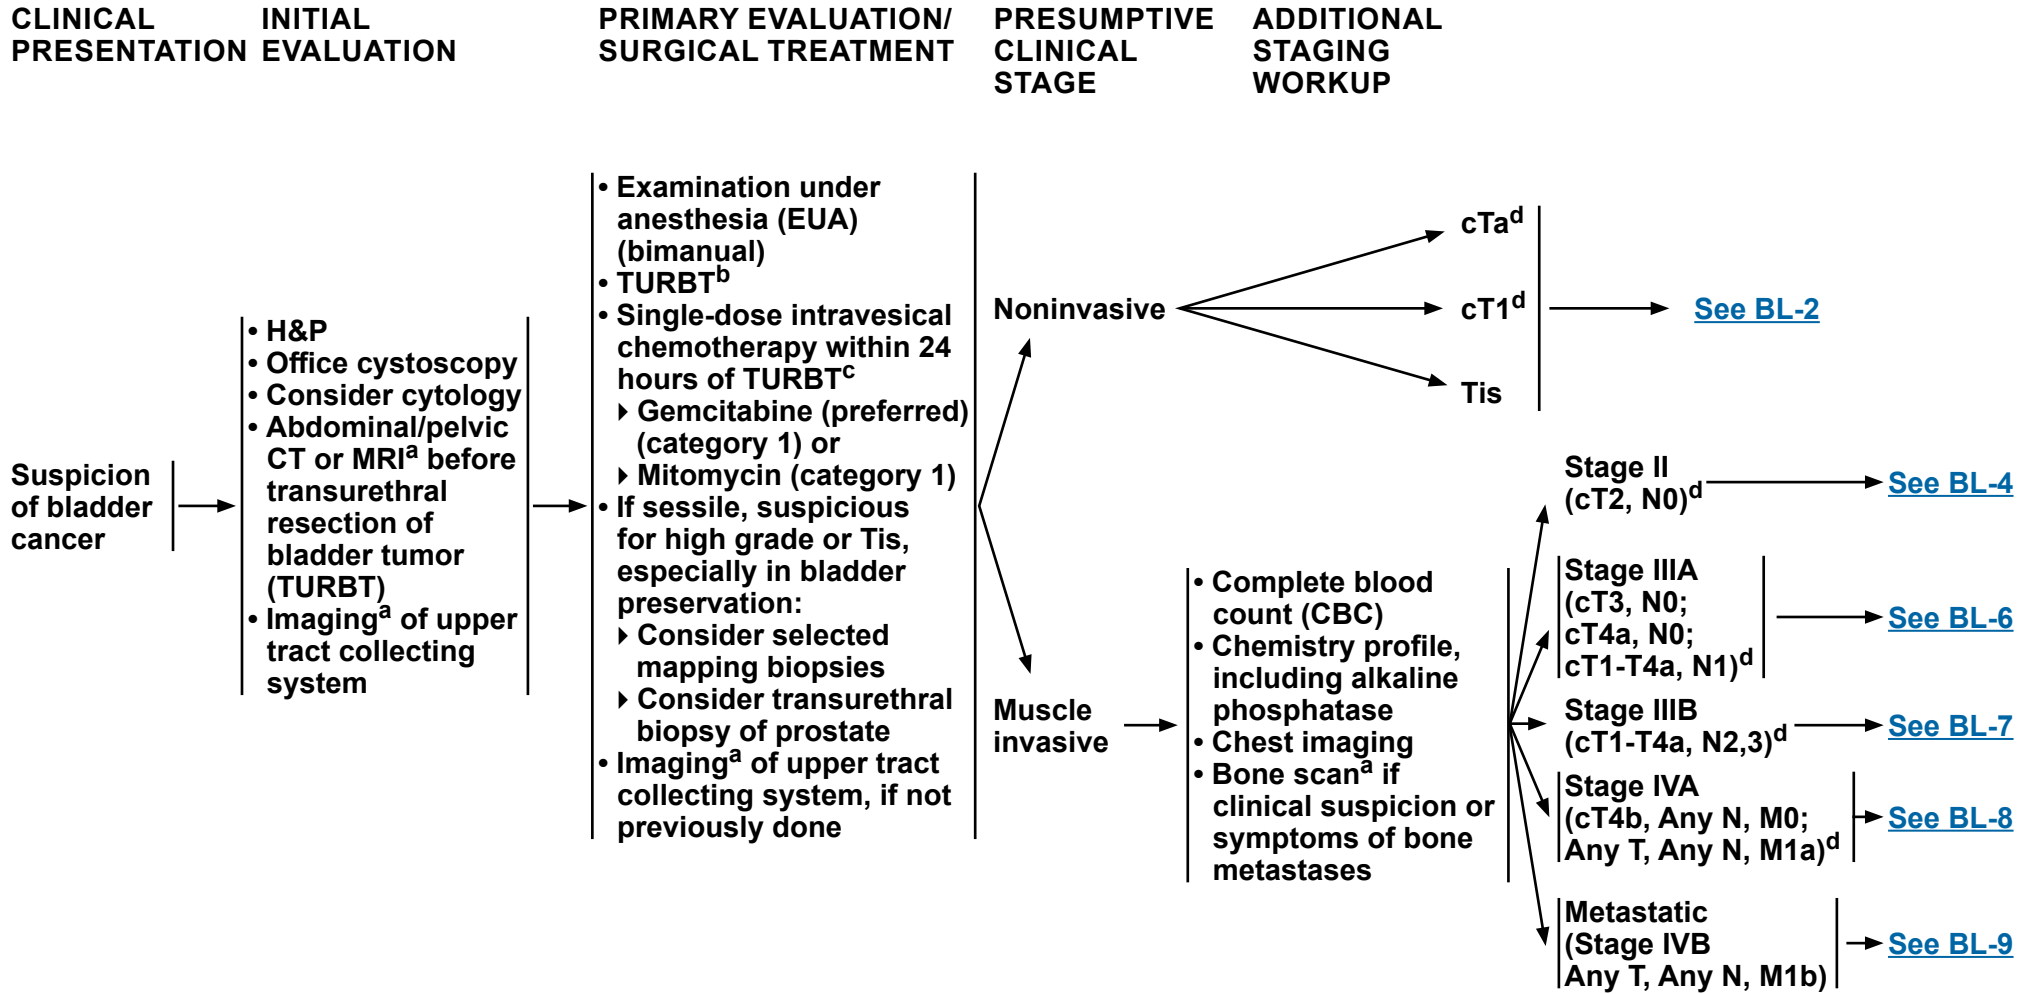 CLINICAL
PRESENTATION
INITIAL
EVALUATION
PRIMARY EVALUATION/
SURGICAL TREATMENT
PRESUMPTIVE
CLINICAL
STAGE
ADDITIONAL
STAGING
WORKUP
Suspicion
of bladder
cancer
• H&P
• Office cystoscopy
• Consider cytology
• Abdominal/pelvic
CT or MRIa before
transurethral
resection of
bladder tumor
(TURBT)
• Imaginga of upper
tract collecting
system
• Examination under
anesthesia (EUA)
(bimanual)
• TURBTb
• Single-dose intravesical
chemotherapy within 24
hours of TURBTc
▸ Gemcitabine (preferred)
(category 1) or
▸ Mitomycin (category 1)
• If sessile, suspicious
for high grade or Tis,
especially in bladder
preservation:
▸ Consider selected
mapping biopsies
▸ Consider transurethral
biopsy of prostate
• Imaginga of upper tract
collecting system, if not
previously done
Noninvasive
cTad
cT1d
Tis
See BL-2
Muscle
invasive
• Complete blood
count (CBC)
• Chemistry profile,
including alkaline
phosphatase
• Chest imaging
• Bone scana if
clinical suspicion or
symptoms of bone
metastases
Stage II
(cT2, N0)d
See BL-4
Stage IIIA
(cT3, N0;
cT4a, N0;
cT1-T4a, N1)d
See BL-6
Stage IIIB
(cT1-T4a, N2,3)d
See BL-7
Stage IVA
(cT4b, Any N, M0;
Any T, Any N, M1a)d
See BL-8
Metastatic
(Stage IVB
Any T, Any N, M1b)
See BL-9